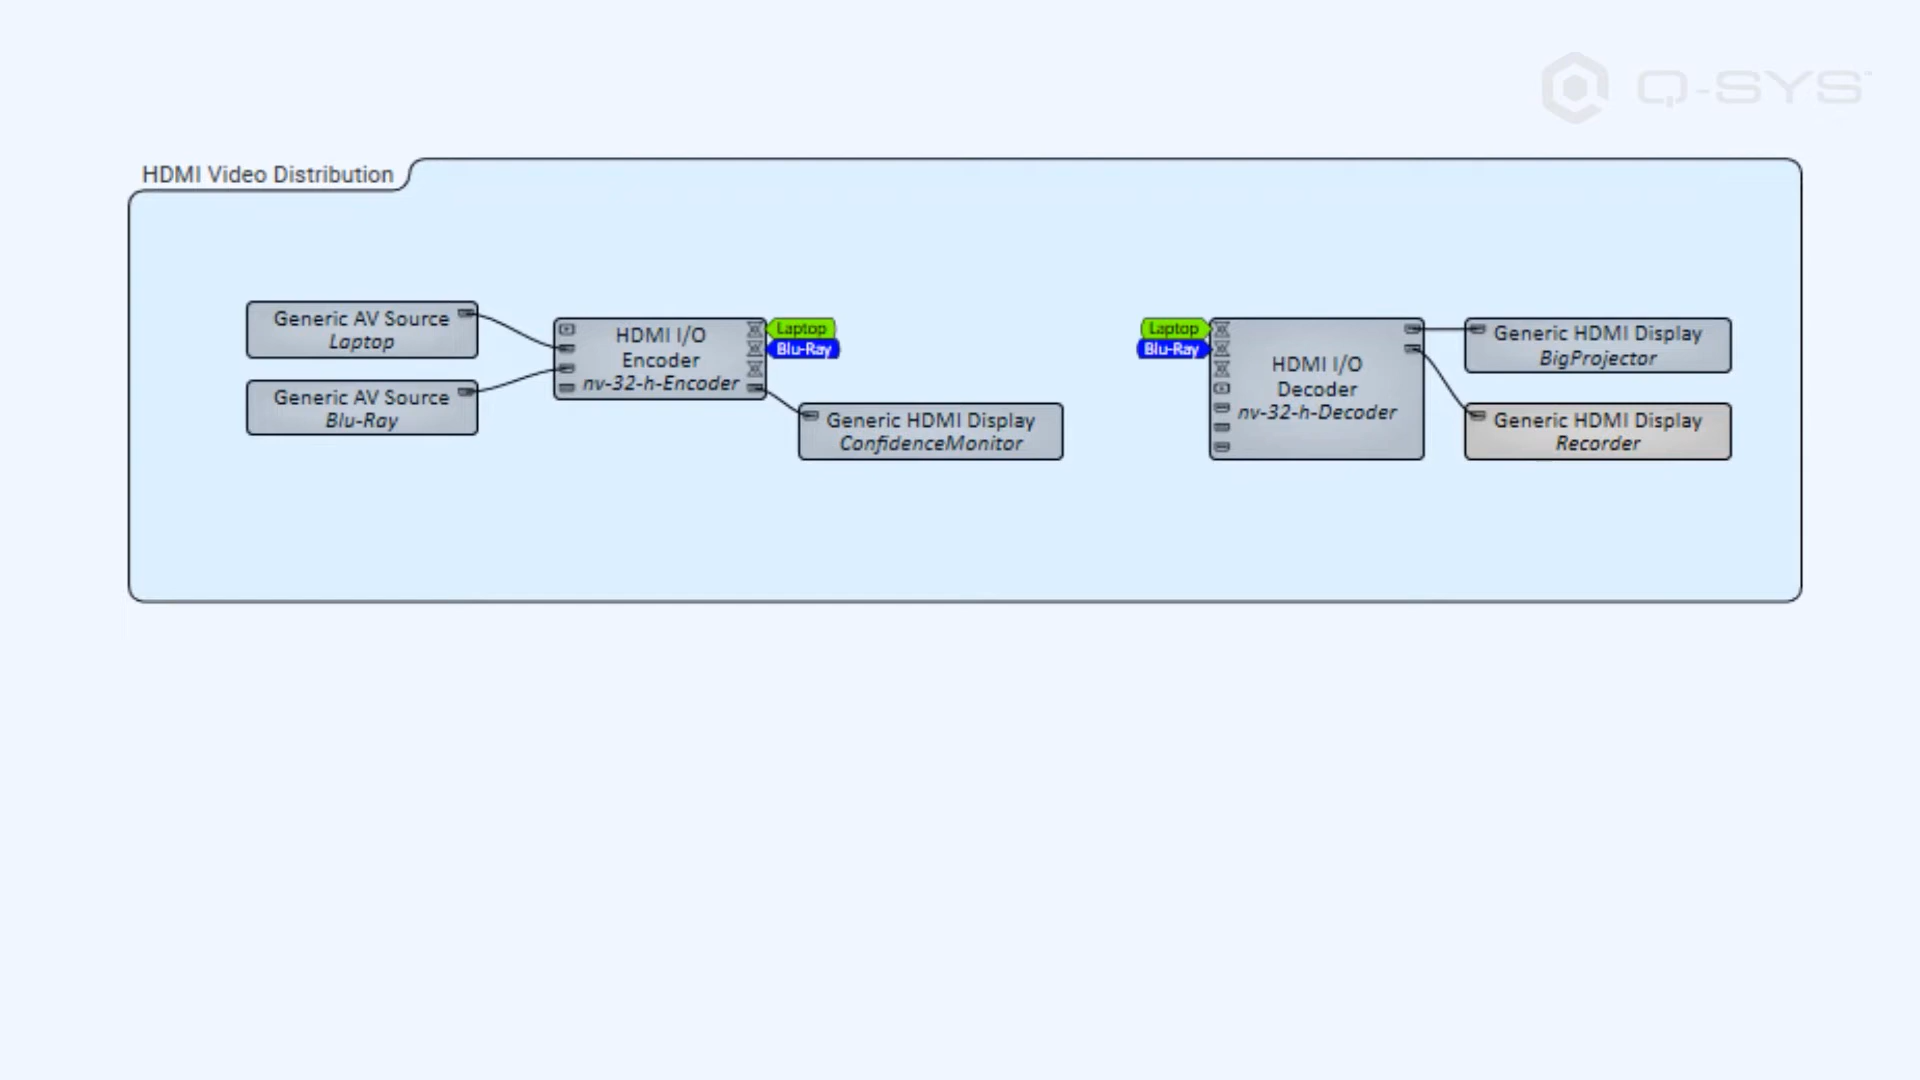 Q-SYS™
HDMI Video Distribution
Generic AV Source
Laptop
Generic AV Source
Blu-Ray
HDMI I/O
Encoder
nv-32-h-Encoder
Laptop
Blu-Ray
Generic HDMI Display
ConfidenceMonitor
Laptop
Blu-Ray
HDMI I/O
Decoder
nv-32-h-Decoder
Generic HDMI Display
BigProjector
Generic HDMI Display
Recorder